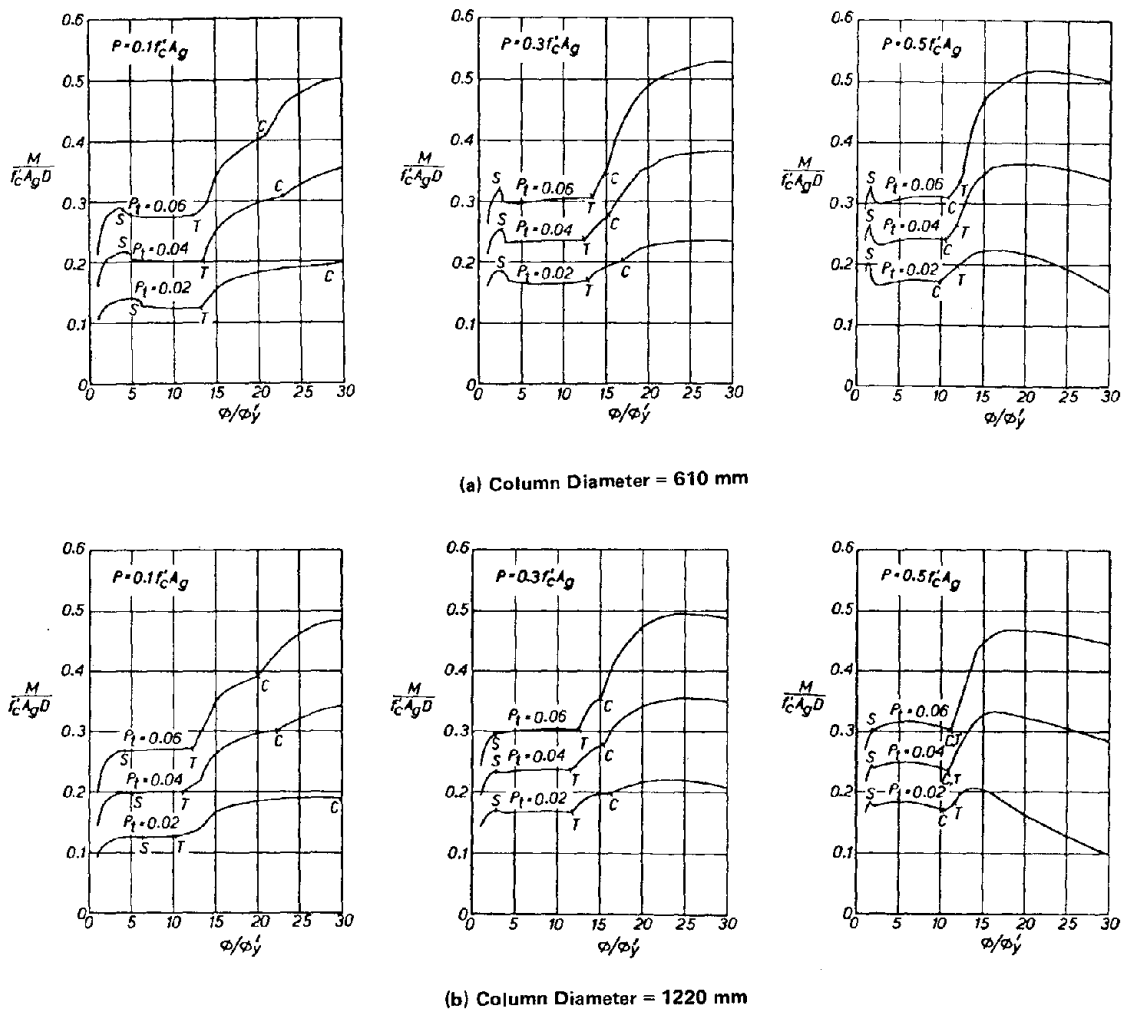 P = 0.1f'cAg
0.6
0.5
0.4
M
f'cAgD
0.3
0.2
0.1
0
C
S
Pt = 0.06
T
C
S
Pt = 0.04
T
Pt = 0.02
S
T
C
0 5 10 15 20 25 30
Ø/Ø'y
P = 0.3f'cAg
0.6
0.5
0.4
M
f'cAgD
0.3
0.2
0.1
0
S
Pt = 0.06
T
C
S
Pt = 0.04
T
C
S
Pt = 0.02
T
C
0 5 10 15 20 25 30
Ø/Ø'y
P = 0.5f'cAg
0.6
0.5
0.4
M
f'cAgD
0.3
0.2
0.1
0
S
Pt = 0.06
T
C
S
Pt = 0.04
T
C
S
Pt = 0.02
T
C
0 5 10 15 20 25 30
Ø/Ø'y
(a) Column Diameter = 610 mm
P = 0.1f'cAg
0.6
0.5
0.4
M
f'cAgD
0.3
0.2
0.1
0
C
Pt = 0.06
S
T
C
Pt = 0.04
S
T
Pt = 0.02
S
T
C
0 5 10 15 20 25 30
Ø/Ø'y
P = 0.3f'cAg
0.6
0.5
0.4
M
f'cAgD
0.3
0.2
0.1
0
Pt = 0.06
S
T
C
Pt = 0.04
S
T
C
Pt = 0.02
S
T
C
0 5 10 15 20 25 30
Ø/Ø'y
P = 0.5f'cAg
0.6
0.5
0.4
M
f'cAgD
0.3
0.2
0.1
0
S
Pt = 0.06
C,T
S
Pt = 0.04
C,T
S
Pt = 0.02
C
T
0 5 10 15 20 25 30
Ø/Ø'y
(b) Column Diameter = 1220 mm